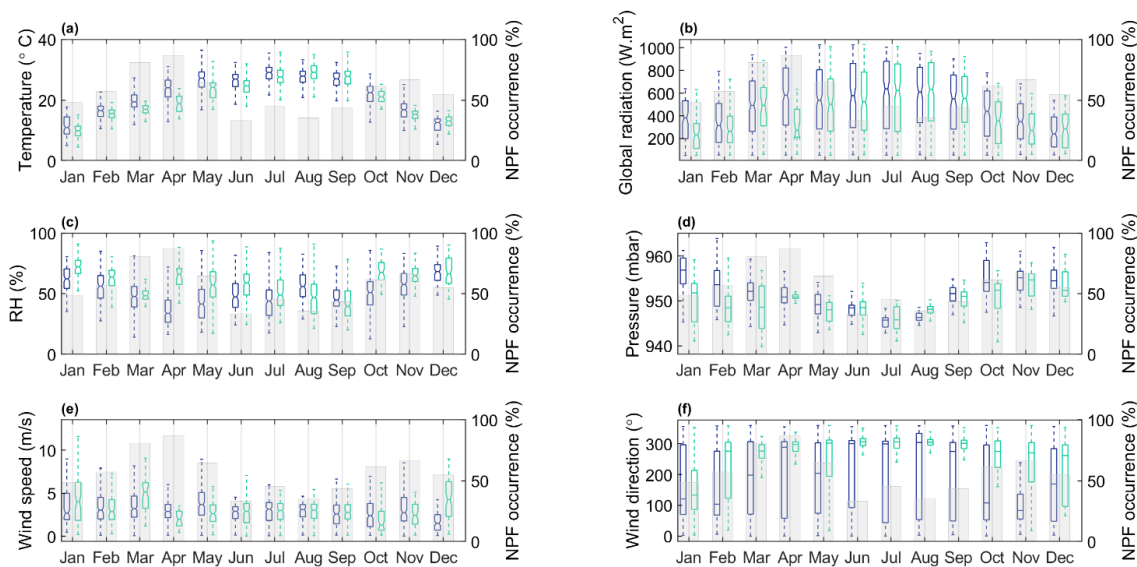 (a)
Temperature (° C)
40
20
0
100
50
0
NPF occurrence (%)
Jan Feb Mar Apr May Jun Jul Aug Sep Oct Nov Dec
(b)
Global radiation (W.m²)
1000
800
600
400
200
100
50
0
NPF occurrence (%)
Jan Feb Mar Apr May Jun Jul Aug Sep Oct Nov Dec
(c)
RH (%)
100
50
0
100
50
0
NPF occurrence (%)
Jan Feb Mar Apr May Jun Jul Aug Sep Oct Nov Dec
(d)
Pressure (mbar)
960
950
940
100
50
0
NPF occurrence (%)
Jan Feb Mar Apr May Jun Jul Aug Sep Oct Nov Dec
(e)
Wind speed (m/s)
10
5
0
100
50
0
NPF occurrence (%)
Jan Feb Mar Apr May Jun Jul Aug Sep Oct Nov Dec
(f)
Wind direction (°)
300
200
100
0
100
50
0
NPF occurrence (%)
Jan Feb Mar Apr May Jun Jul Aug Sep Oct Nov Dec